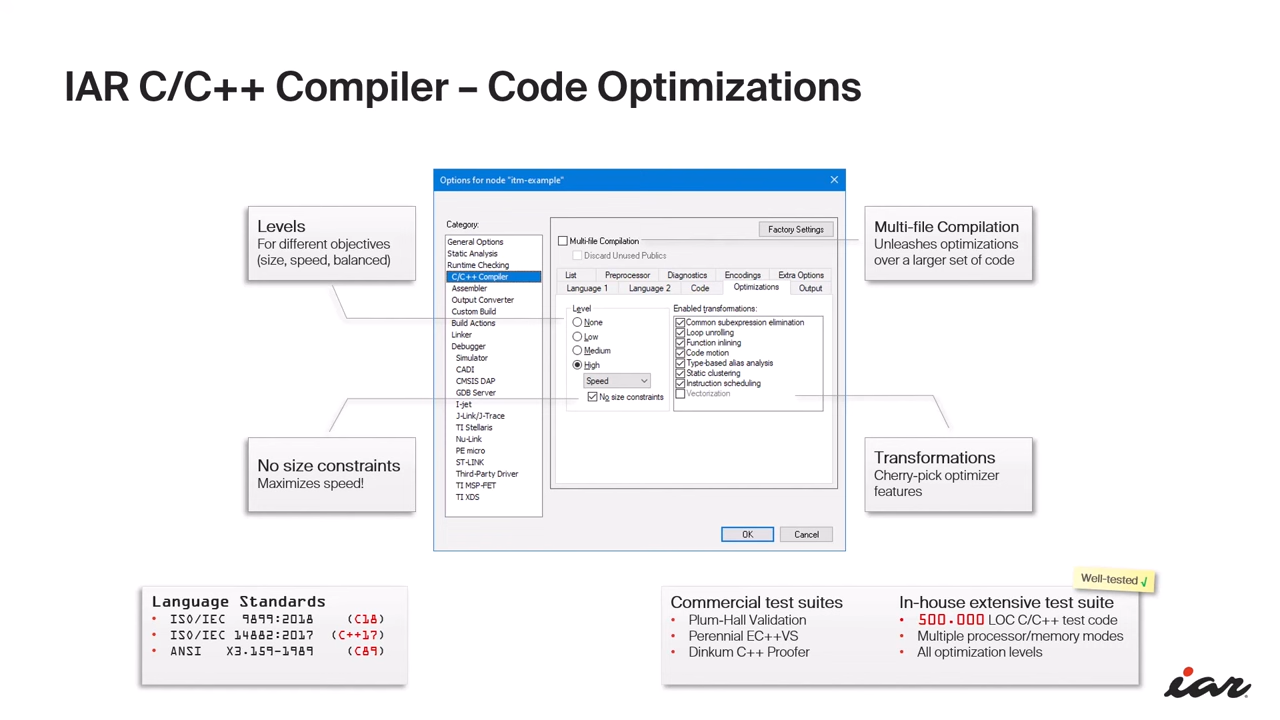 IAR C/C++ Compiler – Code Optimizations
Levels
For different objectives
(size, speed, balanced)
No size constraints
Maximizes speed!
Options for node "itm-example"
Category:
General Options
Static Analysis
Runtime Checking
C/C++ Compiler
Assembler
Output Converter
Custom Build
Build Actions
Linker
Debugger
Simulator
CADI
CMSIS DAP
GDB Server
I-jet
J-Link/J-Trace
TI Stellaris
Nu-Link
PE micro
ST-LINK
Third-Party Driver
TI MSP-FET
TI XDS
Factory Settings
Multi-file Compilation
Discard Unused Publics
List Preprocessor Diagnostics Encodings Extra Options
Language 1 Language 2 Code Optimizations Output
Level
None
Low
Medium
High
Speed
No size constraints
Enabled transformations:
Common subexpression elimination
Loop unrolling
Function inlining
Code motion
Type-based alias analysis
Static clustering
Instruction scheduling
Vectorization
OK Cancel
Multi-file Compilation
Unleashes optimizations
over a larger set of code
Transformations
Cherry-pick optimizer
features
Language Standards
• ISO/IEC 9899:2018 (C18)
• ISO/IEC 14882:2017 (C++17)
• ANSI X3.159-1989 (C89)
Well-tested √
Commercial test suites
• Plum-Hall Validation
• Perennial EC++VS
• Dinkum C++ Proofer
In-house extensive test suite
• 500.000 LOC C/C++ test code
• Multiple processor/memory modes
• All optimization levels
iar